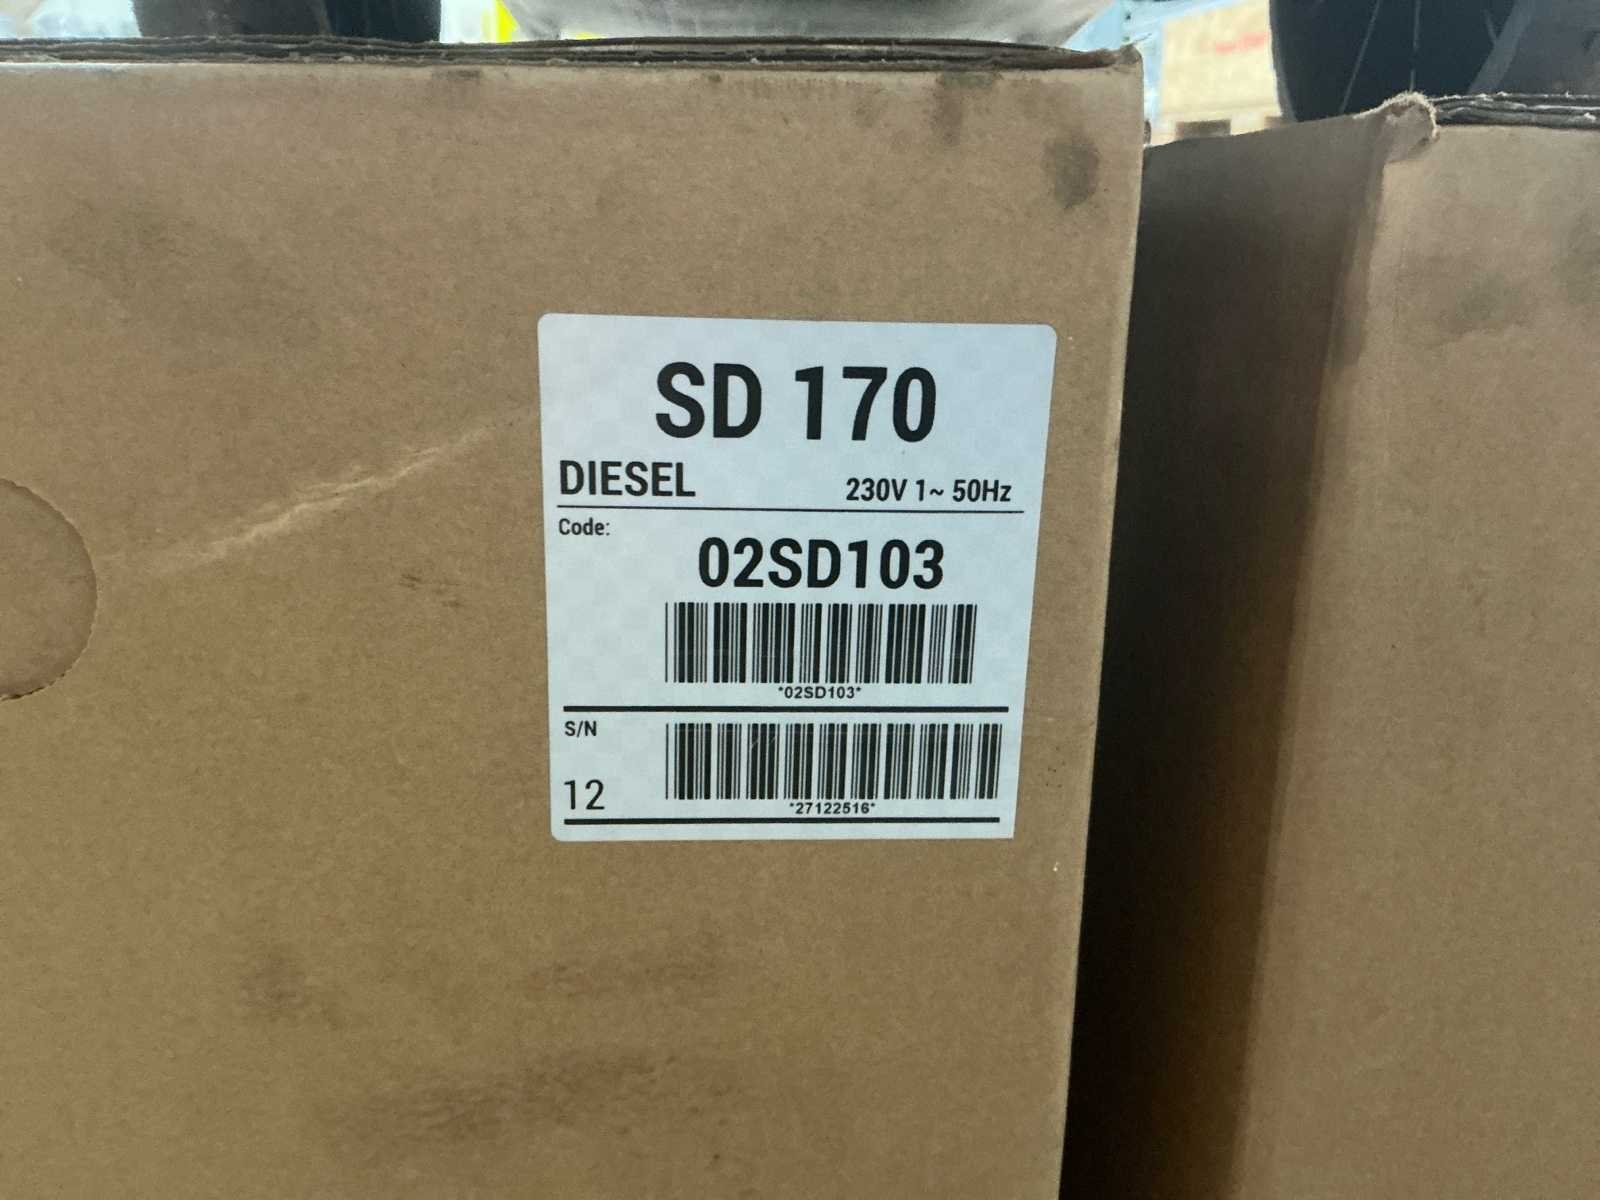 SD 170
DIESEL 230V 1~ 50Hz
Code:
02SD103
*02SD103*
S/N
12
*27122516*